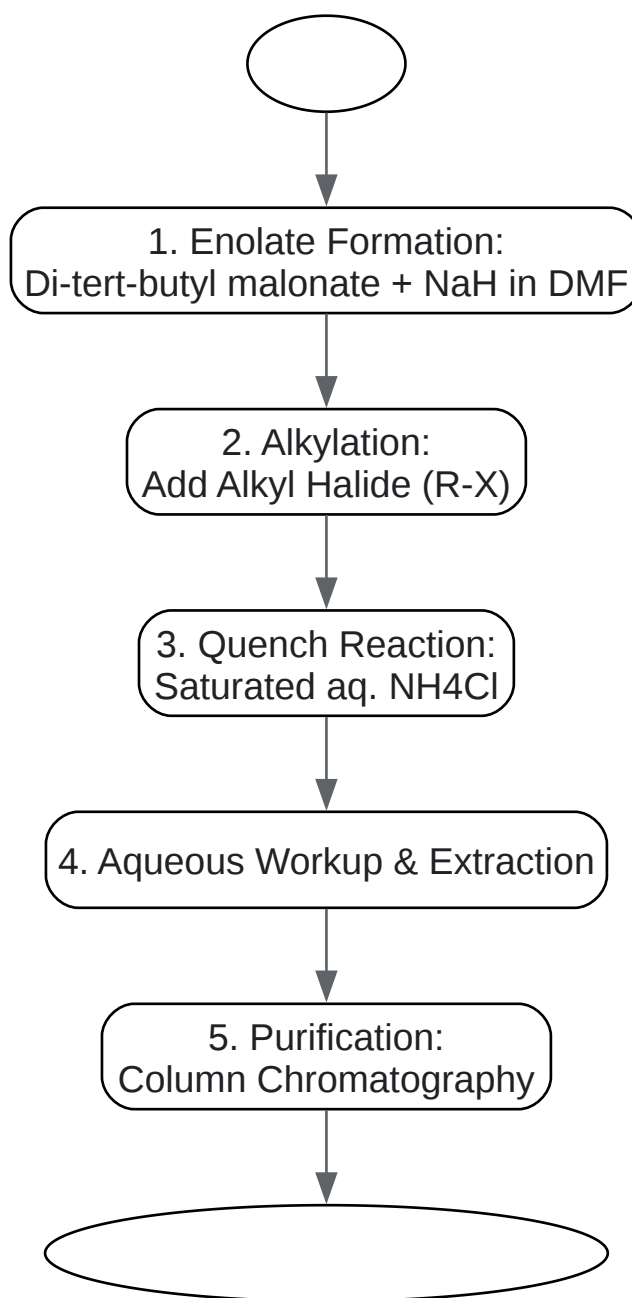 1. Enolate Formation:
Di-tert-butyl malonate + NaH in DMF
2. Alkylation:
Add Alkyl Halide (R-X)
3. Quench Reaction:
Saturated aq. NH4Cl
4. Aqueous Workup & Extraction
5. Purification:
Column Chromatography